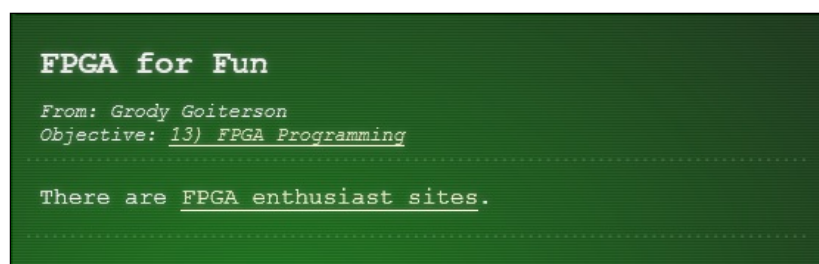 FPGA for Fun
From: Grody Goiterson
Objective: 13) FPGA Programming
There are FPGA enthusiast sites.